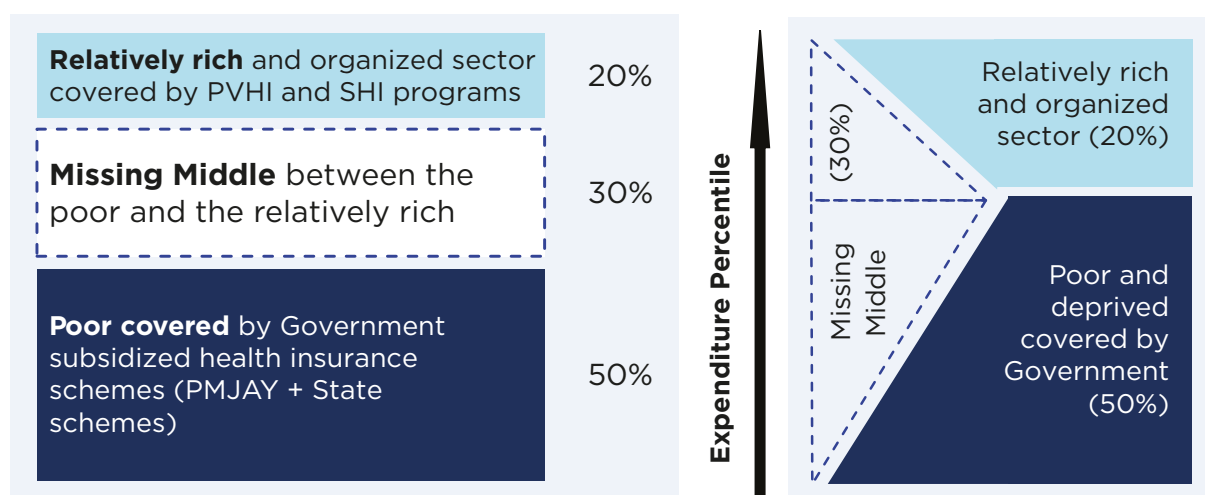 Relatively rich and organized sector
covered by PVHI and SHI programs
20%
Missing Middle between the
poor and the relatively rich
30%
Poor covered by Government
subsidized health insurance
schemes (PMJAY + State
schemes)
50%
Expenditure Percentile
(30%)
Missing
Middle
Relatively rich
and organized
sector (20%)
Poor and
deprived
covered by
Government
(50%)